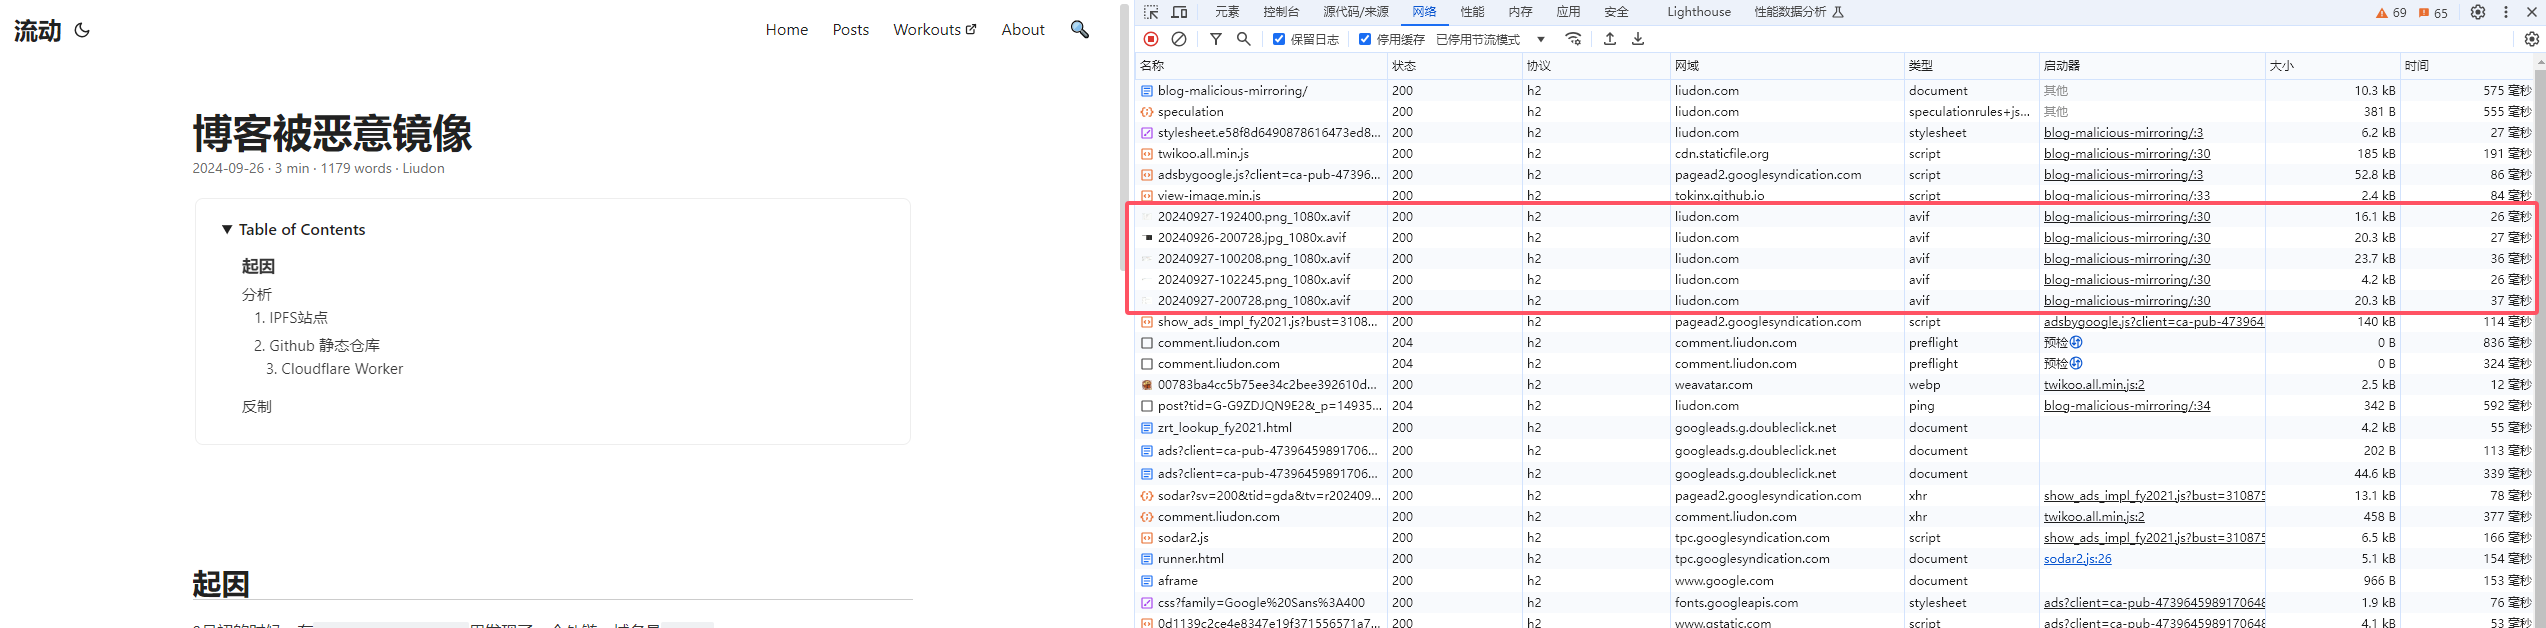 流动
Home Posts Workouts About
博客被恶意镜像
2024-09-26 · 3 min · 1179 words · Liudon
Table of Contents
起因
分析
1. IPFS站点
2. Github 静态仓库
3. Cloudflare Worker
反制
起因
元素 控制台 源代码/来源 网络 性能 内存 应用 安全 Lighthouse 性能数据分析 69 65
保留日志 停用缓存 已停用节流模式
名称 状态 协议 网域 类型 启动器 大小 时间
blog-malicious-mirroring/ 200 h2 liudon.com document 其他 10.3 kB 575 毫秒
speculation 200 h2 liudon.com speculationrules+js... 其他 381 B 555 毫秒
stylesheet.e58f8d6490878616473ed8... 200 h2 liudon.com stylesheet blog-malicious-mirroring/:3 6.2 kB 27 毫秒
twikoo.all.min.js 200 h2 cdn.staticfile.org script blog-malicious-mirroring/:30 185 kB 191 毫秒
adsbygoogle.js?client=ca-pub-47396... 200 h2 pagead2.googlesyndication.com script blog-malicious-mirroring/:3 52.8 kB 86 毫秒
view-image.min.js 200 h2 tokinx.github.io script blog-malicious-mirroring/:33 2.4 kB 84 毫秒
20240927-192400.png_1080x.avif 200 h2 liudon.com avif blog-malicious-mirroring/:30 16.1 kB 26 毫秒
20240926-200728.jpg_1080x.avif 200 h2 liudon.com avif blog-malicious-mirroring/:30 20.3 kB 27 毫秒
20240927-100208.png_1080x.avif 200 h2 liudon.com avif blog-malicious-mirroring/:30 23.7 kB 36 毫秒
20240927-102245.png_1080x.avif 200 h2 liudon.com avif blog-malicious-mirroring/:30 4.2 kB 26 毫秒
20240927-200728.png_1080x.avif 200 h2 liudon.com avif blog-malicious-mirroring/:30 20.3 kB 37 毫秒
show_ads_impl_fy2021.js?bust=3108... 200 h2 pagead2.googlesyndication.com script adsbygoogle.js?client=ca-pub-473964 140 kB 114 毫秒
comment.liudon.com 204 h2 comment.liudon.com preflight 预检 0 B 836 毫秒
comment.liudon.com 204 h2 comment.liudon.com preflight 预检 0 B 324 毫秒
00783ba4cc5b75ee34c2bee392610d... 200 h2 weavatar.com webp twikoo.all.min.js:2 2.5 kB 12 毫秒
post?tid=G-G9ZDJQN9E2&_p=14935... 204 h2 liudon.com ping blog-malicious-mirroring/:34 342 B 592 毫秒
zrt_lookup_fy2021.html 200 h2 googleads.g.doubleclick.net document 4.2 kB 55 毫秒
ads?client=ca-pub-47396459891706... 200 h2 googleads.g.doubleclick.net document 202 B 113 毫秒
ads?client=ca-pub-47396459891706... 200 h2 googleads.g.doubleclick.net document 44.6 kB 339 毫秒
sodar?sv=200&tid=gda&tv=r202409... 200 h2 pagead2.googlesyndication.com xhr show_ads_impl_fy2021.js?bust=310875 13.1 kB 78 毫秒
comment.liudon.com 200 h2 comment.liudon.com xhr twikoo.all.min.js:2 458 B 377 毫秒
sodar2.js 200 h2 tpc.googlesyndication.com script show_ads_impl_fy2021.js?bust=310875 6.5 kB 166 毫秒
runner.html 200 h2 tpc.googlesyndication.com document sodar2.js:26 5.1 kB 154 毫秒
aframe 200 h2 www.google.com document 966 B 153 毫秒
css?family=Google%20Sans%3A400 200 h2 fonts.googleapis.com stylesheet ads?client=ca-pub-4739645989170648 1.9 kB 76 毫秒
0d1139c2ce4e8347e19f371556571a7... 200 h2 www.gstatic.com script ads?client=ca-pub-4739645989170648 4.1 kB 53 毫秒